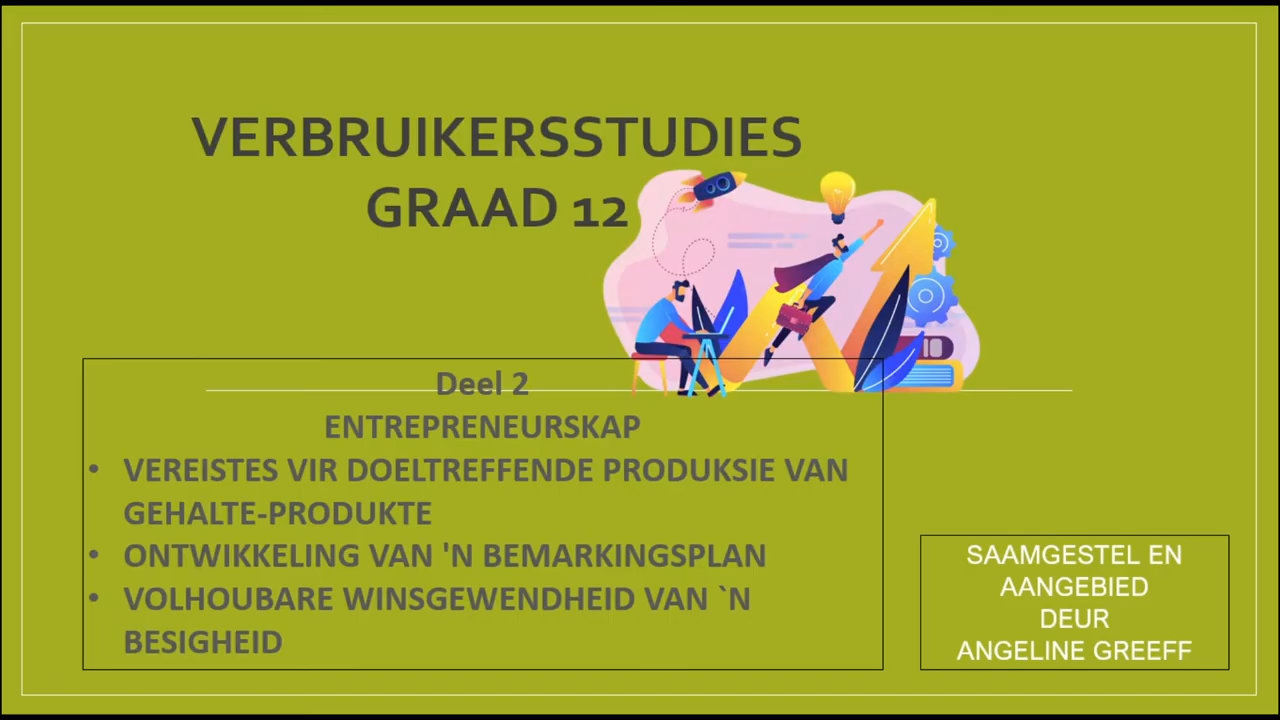 VERBRUIKERSSTUDIES
GRAAD 12
Deel 2
ENTREPRENEURSKAP
• VEREISTES VIR DOELTREFFENDE PRODUKSIE VAN
GEHALTE-PRODUKTE
• ONTWIKKELING VAN 'N BEMARKINGSPLAN
• VOLHOUBARE WINSGEWENDHEID VAN `N
BESIGHEID
SAAMGESTEL EN
AANGEBIED
DEUR
ANGELINE GREEFF